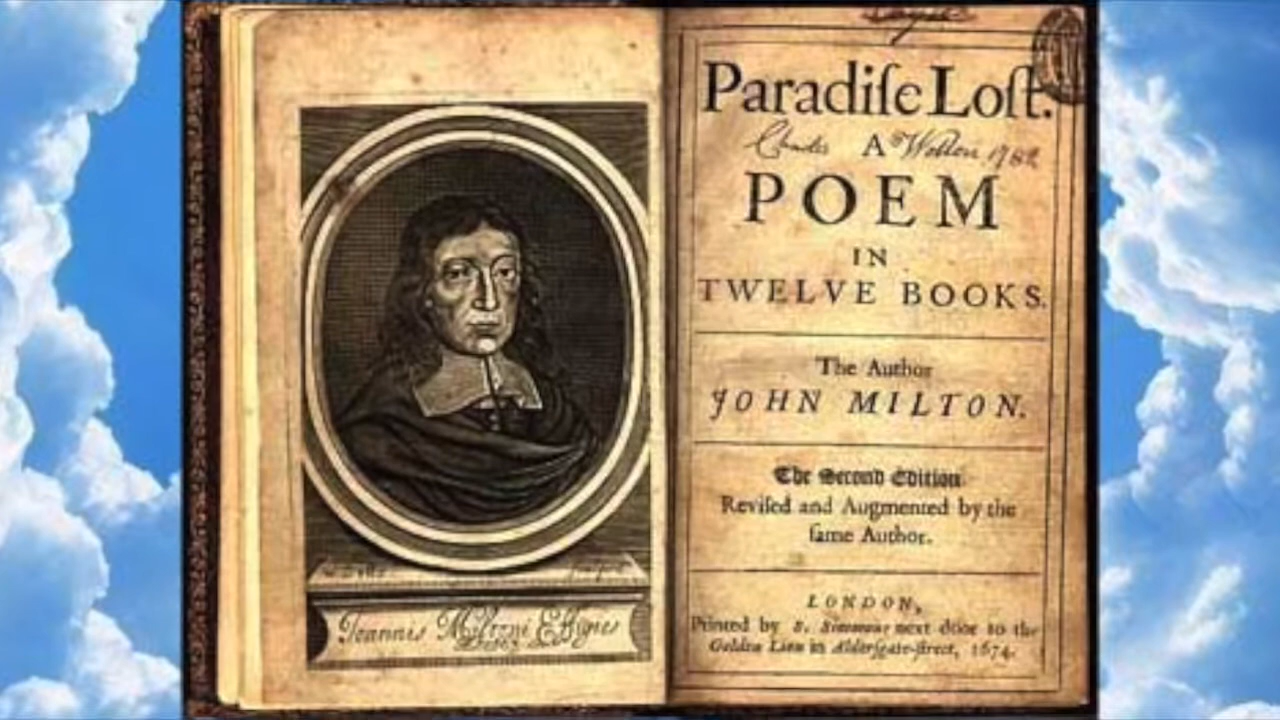 Joannis Miltoni Effigies
Paradiſe Loſt.
Charles Wolton 1782
A
POEM
IN
TWELVE BOOKS.
The Author
JOHN MILTON.
The Second Edition
Reviſed and Augmented by the
ſame Author.
LONDON,
Printed by S. Simmons next door to the
Golden Lion in Alderſgate-ſtreet, 1674.